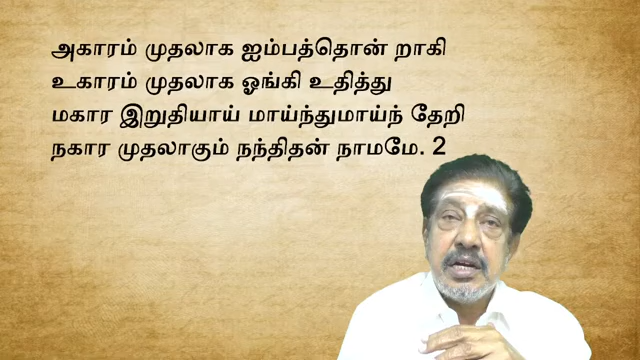 அகாரம் முதலாக ஐம்பத்தொன் றாகி
உகாரம் முதலாக ஓங்கி உதித்து
மகார இறுதியாய் மாய்ந்துமாய்ந் தேறி
நகார முதலாகும் நந்திதன் நாமமே. 2